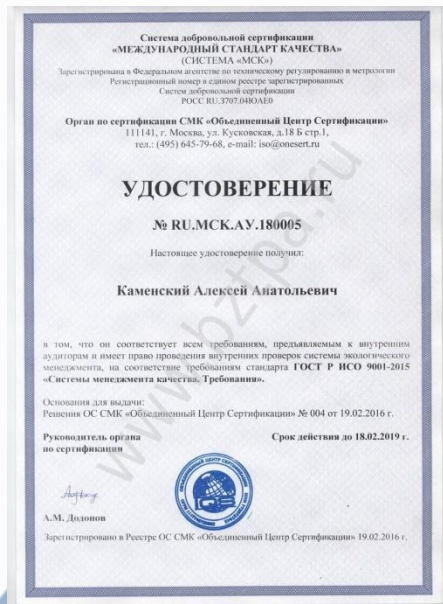 Система добровольной сертификации
«МЕЖДУНАРОДНЫЙ СТАНДАРТ КАЧЕСТВА»
(СИСТЕМА «МСК»)
Зарегистрирована в Федеральном агентстве по техническому регулированию и метрологии
Регистрационный номер в едином реестре зарегистрированных
Систем добровольной сертификации
РОСС RU.3707.04ЮАЕ0
Орган по сертификации СМК «Объединенный Центр Сертификации»
111141, г. Москва, ул. Кусковская, д.18 Б стр.1,
тел.: (495) 645-79-68, e-mail: iso@onesert.ru
УДОСТОВЕРЕНИЕ
№ RU.МСК.АУ.180005
Настоящее удостоверение получил:
Каменский Алексей Анатольевич
в том, что он соответствует всем требованиям, предъявляемым к внутренним
аудиторам и имеет право проведения внутренних проверок системы экологического
менеджмента, на соответствие требованиям стандарта ГОСТ Р ИСО 9001-2015
«Системы менеджмента качества. Требования».
Основания для выдачи:
Решения ОС СМК «Объединенный Центр Сертификации» № 004 от 19.02.2016 г.
Руководитель органа
по сертификации
Срок действия до 18.02.2019 г.
А.М. Додонов
Зарегистрировано в Реестре ОС СМК «Объединенный Центр Сертификации» 19.02.2016 г.
www.bztpa.ru